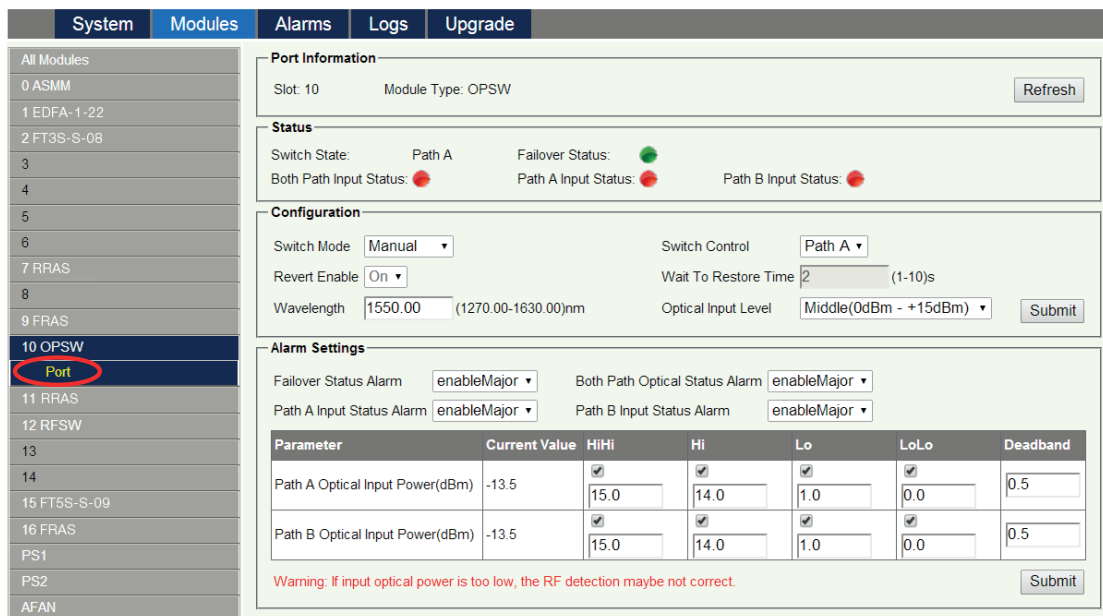 System Modules Alarms Logs Upgrade
All Modules
0 ASMM
1 EDFA-1-22
2 FT3S-S-08
3
4
5
6
7 RRAS
8
9 FRAS
10 OPSW
Port
11 RRAS
12 RFSW
13
14
15 FT5S-S-09
16 FRAS
PS1
PS2
AFAN
Port Information
Slot: 10 Module Type: OPSW Refresh
Status
Switch State: Path A Failover Status:
Both Path Input Status: Path A Input Status: Path B Input Status:
Configuration
Switch Mode Manual Switch Control Path A
Revert Enable On Wait To Restore Time 2 (1-10)s
Wavelength 1550.00 (1270.00-1630.00)nm Optical Input Level Middle(0dBm - +15dBm) Submit
Alarm Settings
Failover Status Alarm enableMajor Both Path Optical Status Alarm enableMajor
Path A Input Status Alarm enableMajor Path B Input Status Alarm enableMajor
Parameter Current Value HiHi Hi Lo LoLo Deadband
Path A Optical Input Power(dBm) -13.5 15.0 14.0 1.0 0.0 0.5
Path B Optical Input Power(dBm) -13.5 15.0 14.0 1.0 0.0 0.5
Warning: If input optical power is too low, the RF detection maybe not correct. Submit